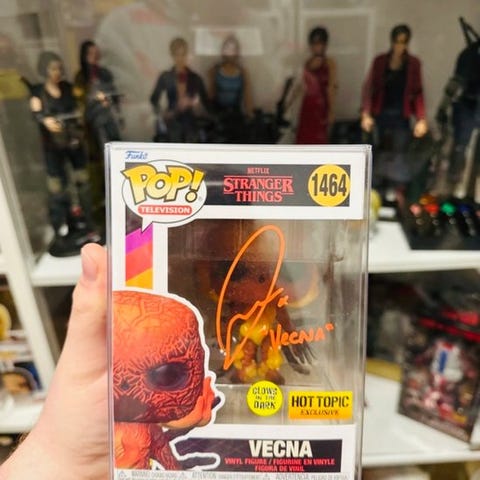 Funko
POP!
TELEVISION
NETFLIX
STRANGER
THINGS
1464
"VECNA"
GLOWS
IN THE
DARK
HOT TOPIC
EXCLUSIVE
VECNA
VINYL FIGURE / FIGURINE EN VINYLE
FIGURA DE VINIL